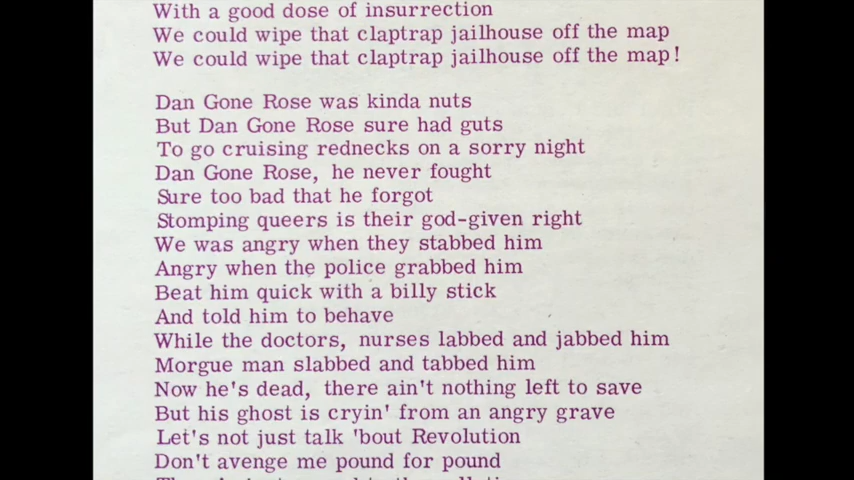 With a good dose of insurrection
We could wipe that claptrap jailhouse off the map
We could wipe that claptrap jailhouse off the map!
Dan Gone Rose was kinda nuts
But Dan Gone Rose sure had guts
To go cruising rednecks on a sorry night
Dan Gone Rose, he never fought
Sure too bad that he forgot
Stomping queers is their god-given right
We was angry when they stabbed him
Angry when the police grabbed him
Beat him quick with a billy stick
And told him to behave
While the doctors, nurses labbed and jabbed him
Morgue man slabbed and tabbed him
Now he's dead, there ain't nothing left to save
But his ghost is cryin' from an angry grave
Let's not just talk 'bout Revolution
Don't avenge me pound for pound